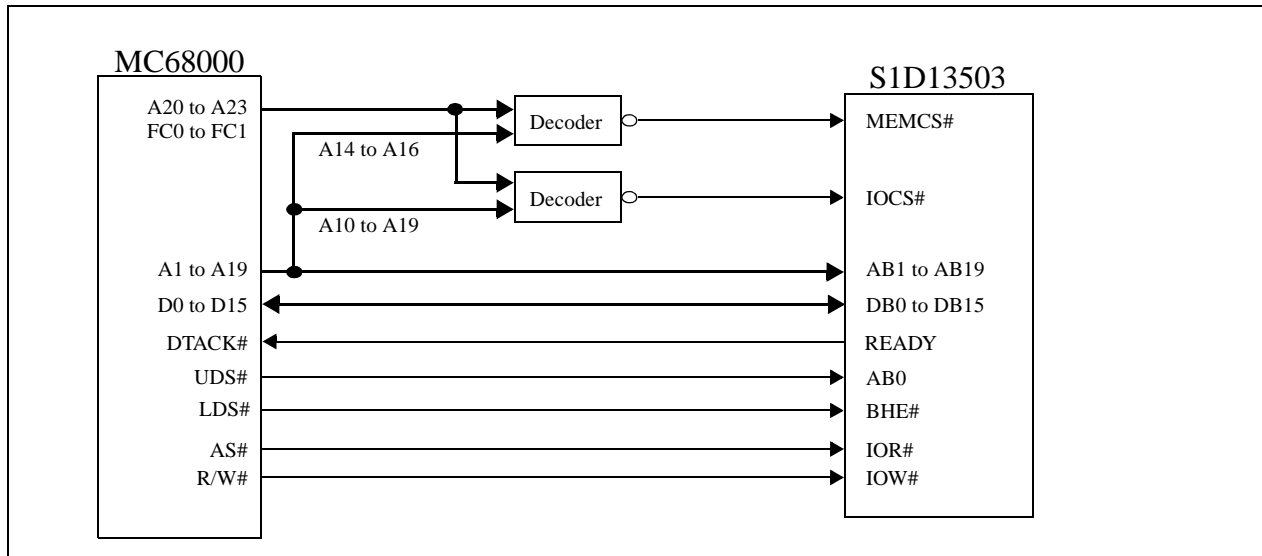 MC68000
S1D13503
A20 to A23
FC0 to FC1
Decoder
MEMCS#
A14 to A16
Decoder
IOCS#
A10 to A19
A1 to A19
AB1 to AB19
D0 to D15
DB0 to DB15
DTACK#
READY
UDS#
AB0
LDS#
BHE#
AS#
IOR#
R/W#
IOW#